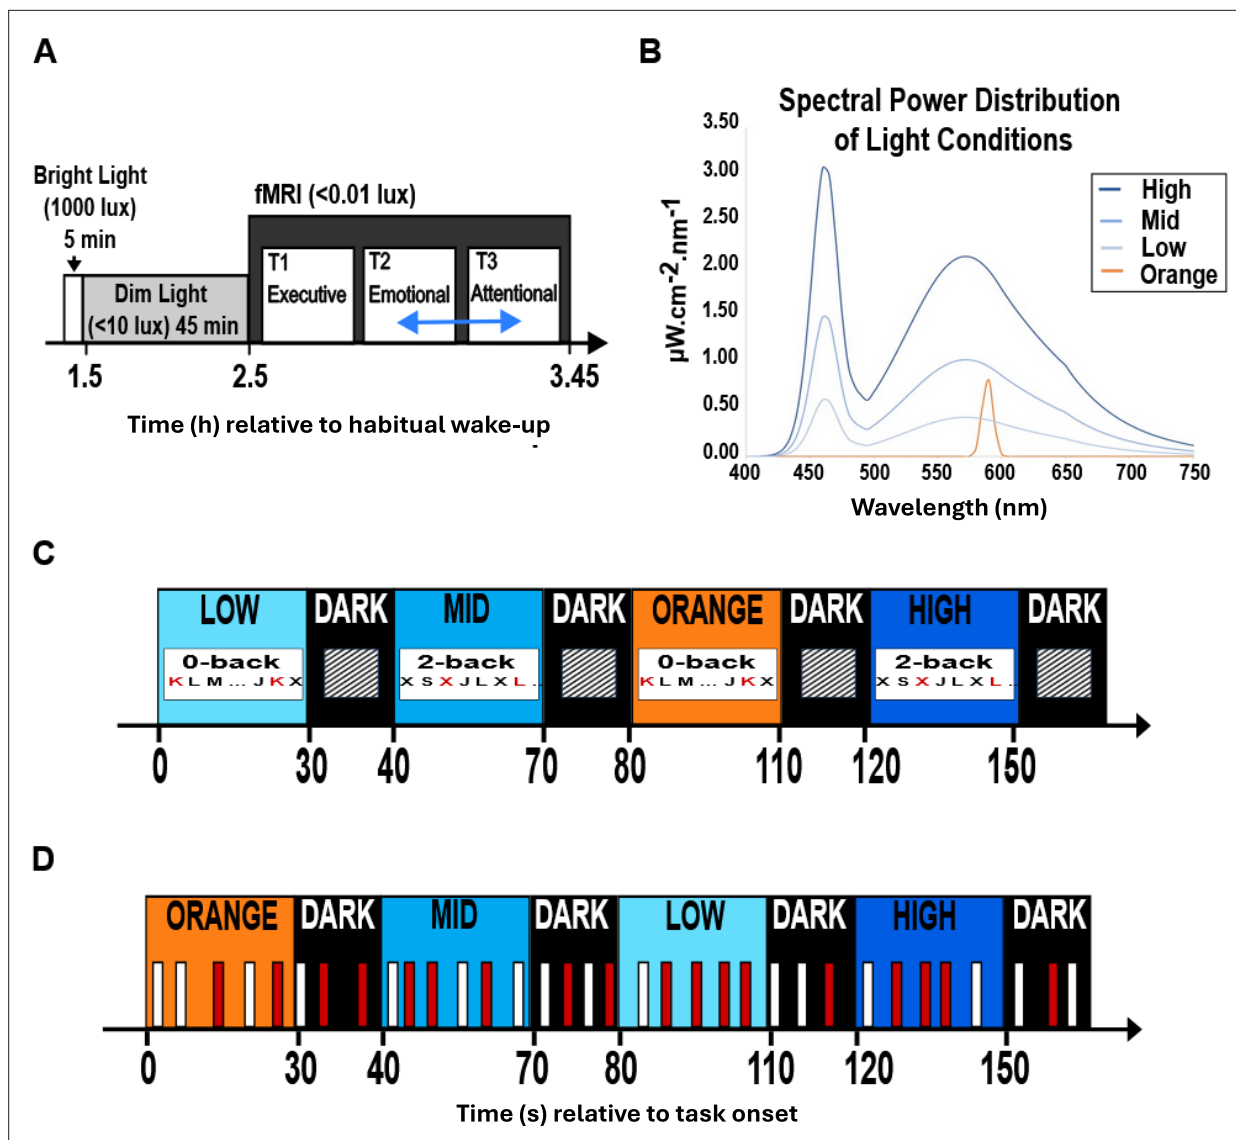 A
Bright Light
(1000 lux)
5 min
fMRI (<0.01 lux)
T1
Executive
T2
Emotional
T3
Attentional
Dim Light
(<10 lux) 45 min
1.5
2.5
3.45
Time (h) relative to habitual wake-up
B
Spectral Power Distribution
of Light Conditions
µW.cm-2.nm-1
3.50
3.00
2.50
2.00
1.50
1.00
0.50
0.00
400 450 500 550 600 650 700 750
Wavelength (nm)
High
Mid
Low
Orange
C
LOW DARK MID DARK ORANGE DARK HIGH DARK
0-back 2-back 0-back 2-back
K L M ... J K X X S X J L X L . K L M ... J K X X S X J L X L .
0 30 40 70 80 110 120 150
D
ORANGE DARK MID DARK LOW DARK HIGH DARK
0 30 40 70 80 110 120 150
Time (s) relative to task onset